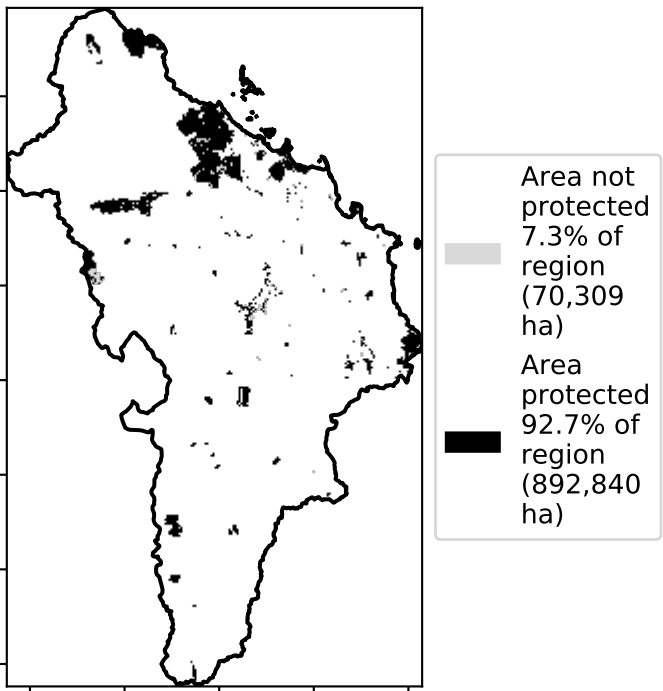 Area not
protected
7.3% of
region
(70,309
ha)
Area
protected
92.7% of
region
(892,840
ha)